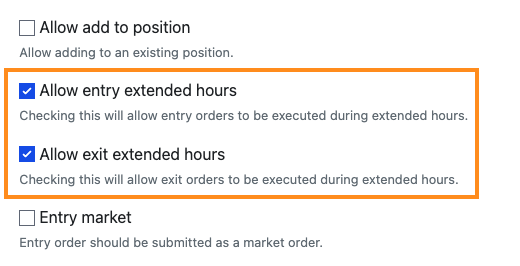 Allow add to position
Allow adding to an existing position.
Allow entry extended hours
Checking this will allow entry orders to be executed during extended hours.
Allow exit extended hours
Checking this will allow exit orders to be executed during extended hours.
Entry market
Entry order should be submitted as a market order.